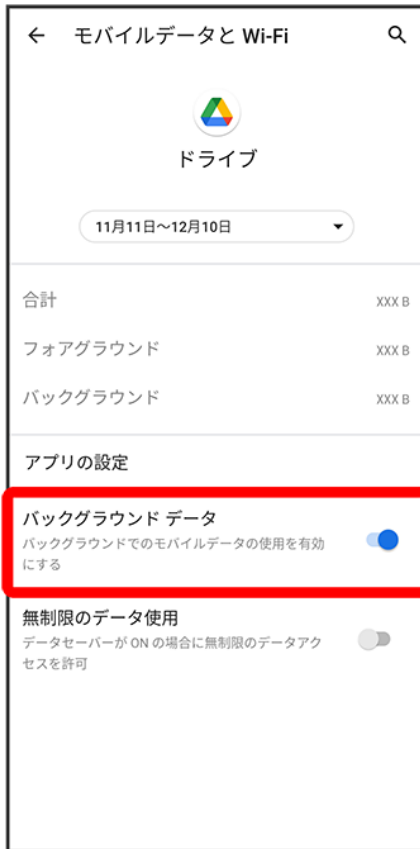 モバイルデータと Wi-Fi
ドライブ
11月11日～12月10日
合計 XXX B
フォアグラウンド XXX B
バックグラウンド XXX B
アプリの設定
バックグラウンド データ
バックグラウンドでのモバイルデータの使用を有効
にする
無制限のデータ使用
データセーバーが ON の場合に無制限のデータアク
セスを許可